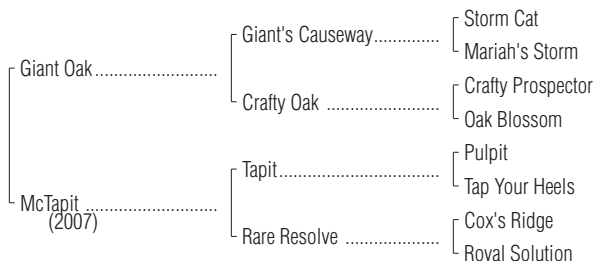 Giant Oak..........................
Giant's Causeway..............
Storm Cat
Mariah's Storm
Crafty Oak ........................
Crafty Prospector
Oak Blossom
McTapit ............................
(2007)
Tapit..................................
Pulpit
Tap Your Heels
Rare Resolve ....................
Cox's Ridge
Royal Solution